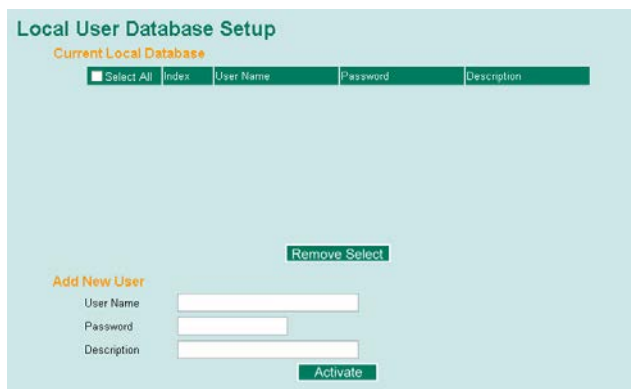 Local User Database Setup
Current Local Database
Select All Index User Name Password Description
Remove Select
Add New User
User Name
Password
Description
Activate